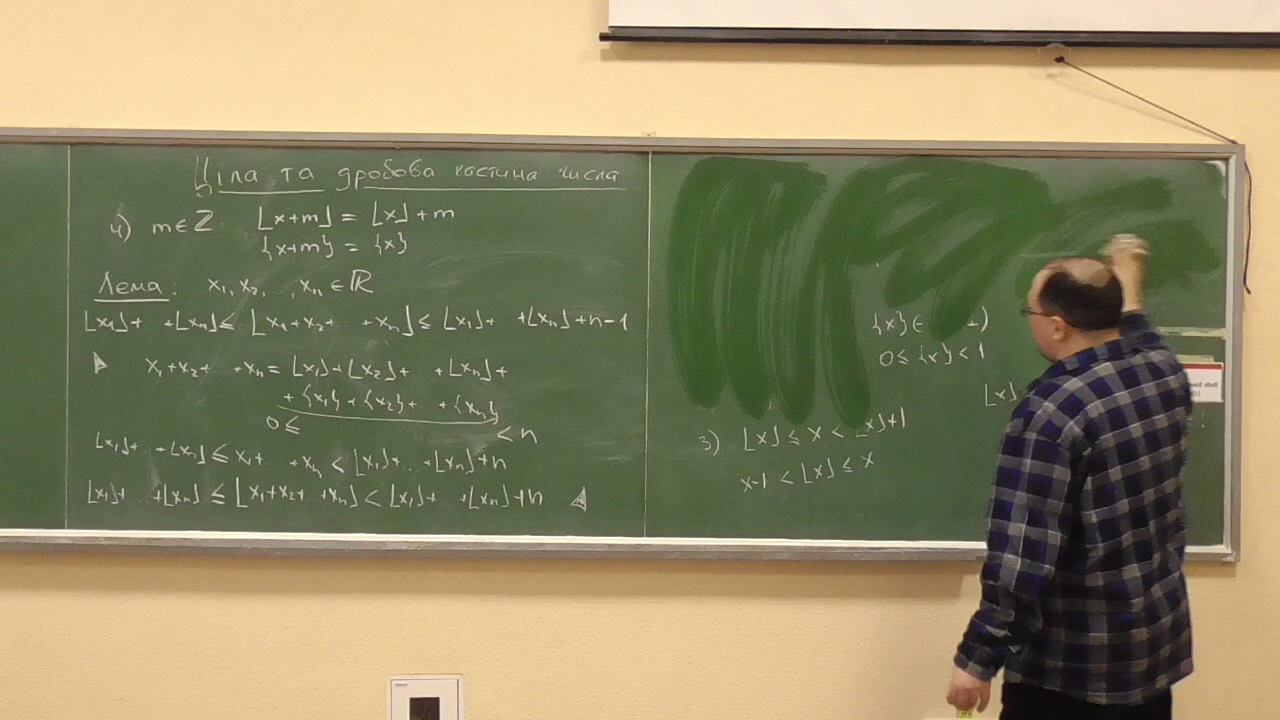 Ціла та дробова частина числа
4) m∈ℤ ⌊x+m⌋ = ⌊x⌋+m
{x+m} = {x}
Лема. x₁, x₂, , xₙ∈ℝ
⌊x₁⌋+ +⌊xₙ⌋ ≤ ⌊x₁+x₂+ +xₙ⌋ ≤ ⌊x₁⌋+ +⌊xₙ⌋+n-1
x₁+x₂+ +xₙ = ⌊x₁⌋+⌊x₂⌋+ +⌊xₙ⌋+
+{x₁}+{x₂}+ +{xₙ}
0≤ <n
⌊x₁⌋+ +⌊xₙ⌋ ≤ x₁+ +xₙ < ⌊x₁⌋+ .. +⌊xₙ⌋+n
⌊x₁⌋+ +⌊xₙ⌋ ≤ ⌊x₁+x₂+ +xₙ⌋ < ⌊x₁⌋+ +⌊xₙ⌋+n
{x}∈ 1)
0≤{x}<1
⌊x⌋
3) ⌊x⌋ ≤ x < ⌊x⌋+1
x-1 < ⌊x⌋ ≤ x